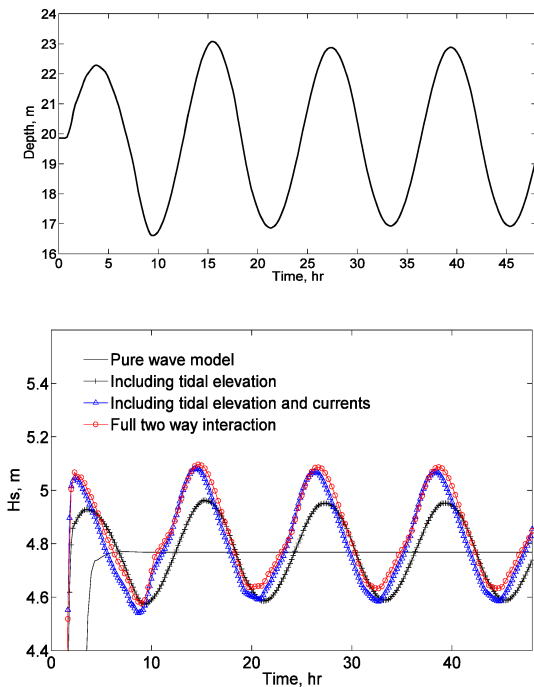 24
23
22
21
20
19
18
17
16
Depth, m
0 5 10 15 20 25 30 35 40 45
Time, hr
Pure wave model
Including tidal elevation
Including tidal elevation and currents
Full two way interaction
5.4
5.2
5
4.8
4.6
4.4
Hs, m
0 10 20 30 40
Time, hr